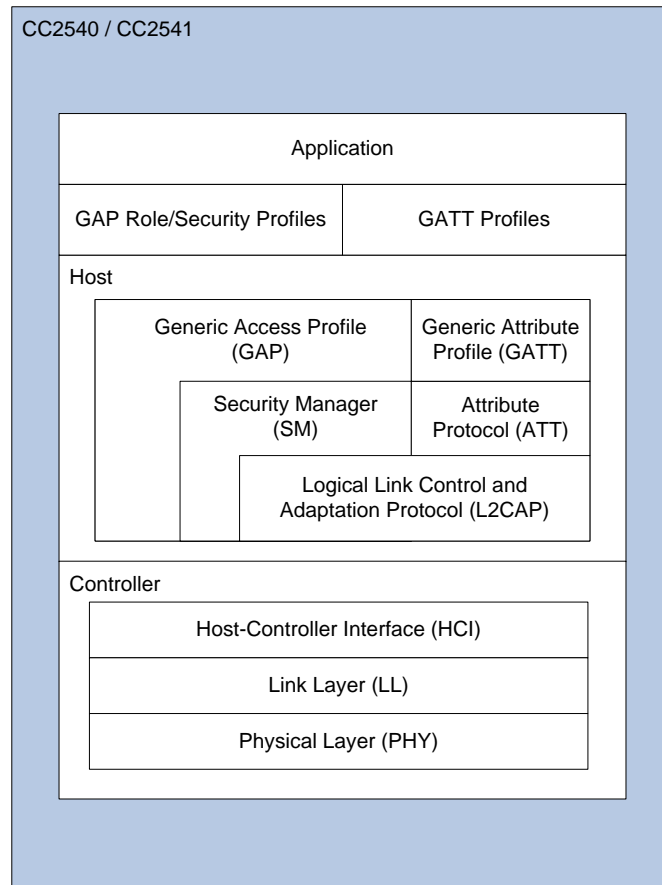 CC2540 / CC2541
Application
GAP Role/Security Profiles
GATT Profiles
Host
Generic Access Profile
(GAP)
Generic Attribute
Profile (GATT)
Security Manager
(SM)
Attribute
Protocol (ATT)
Logical Link Control and
Adaptation Protocol (L2CAP)
Controller
Host-Controller Interface (HCI)
Link Layer (LL)
Physical Layer (PHY)